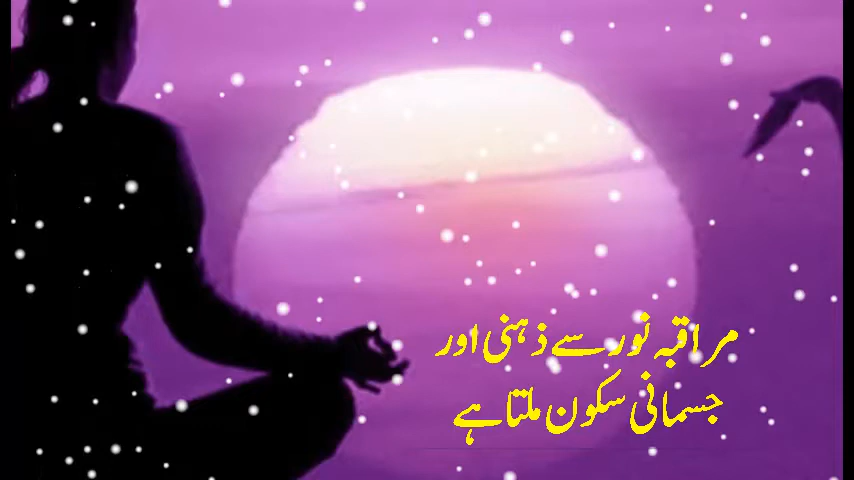 مراقبہ نور سے ذہنی اور
جسمانی سکون ملتا ہے